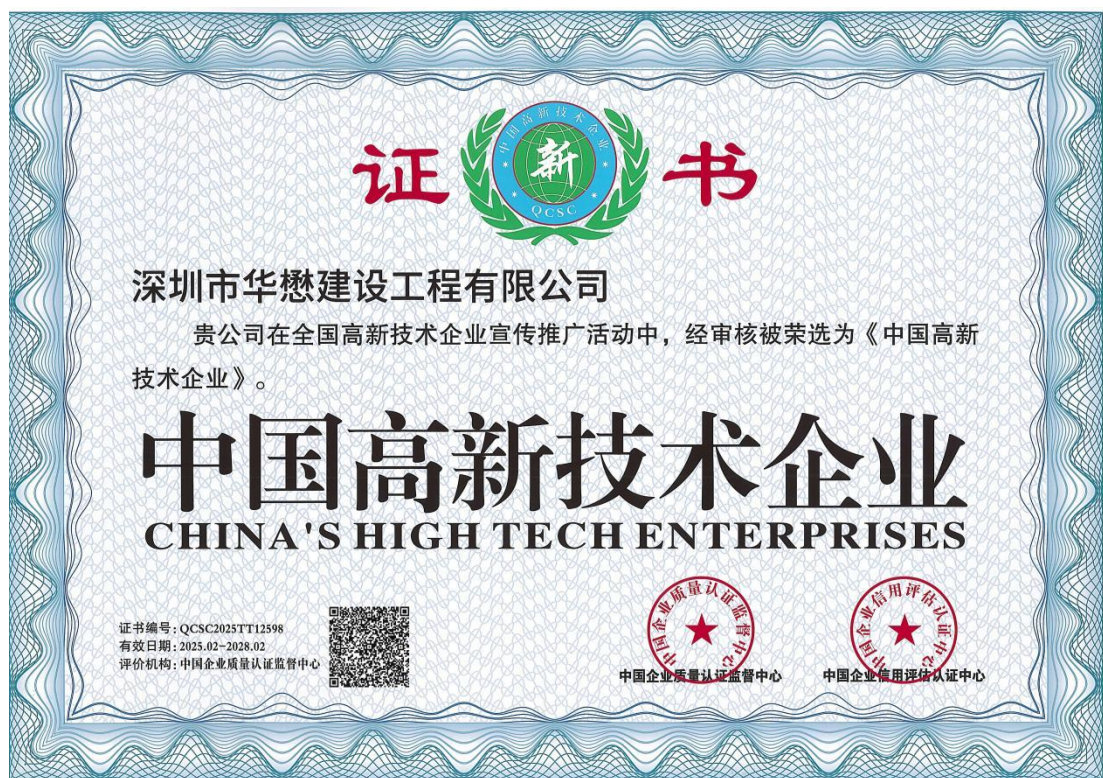 证书
中国高新技术企业
新
QCSC
深圳市华懋建设工程有限公司
贵公司在全国高新技术企业宣传推广活动中，经审核被荣选为《中国高新
技术企业》。
中国高新技术企业
CHINA'S HIGH TECH ENTERPRISES
证书编号：QCSC2025TT12598
有效日期：2025.02-2028.02
评价机构：中国企业质量认证监督中心
中国企业质量认证监督中心
中国企业质量认证监督中心
中国企业信用评估认证中心
中国企业信用评估认证中心